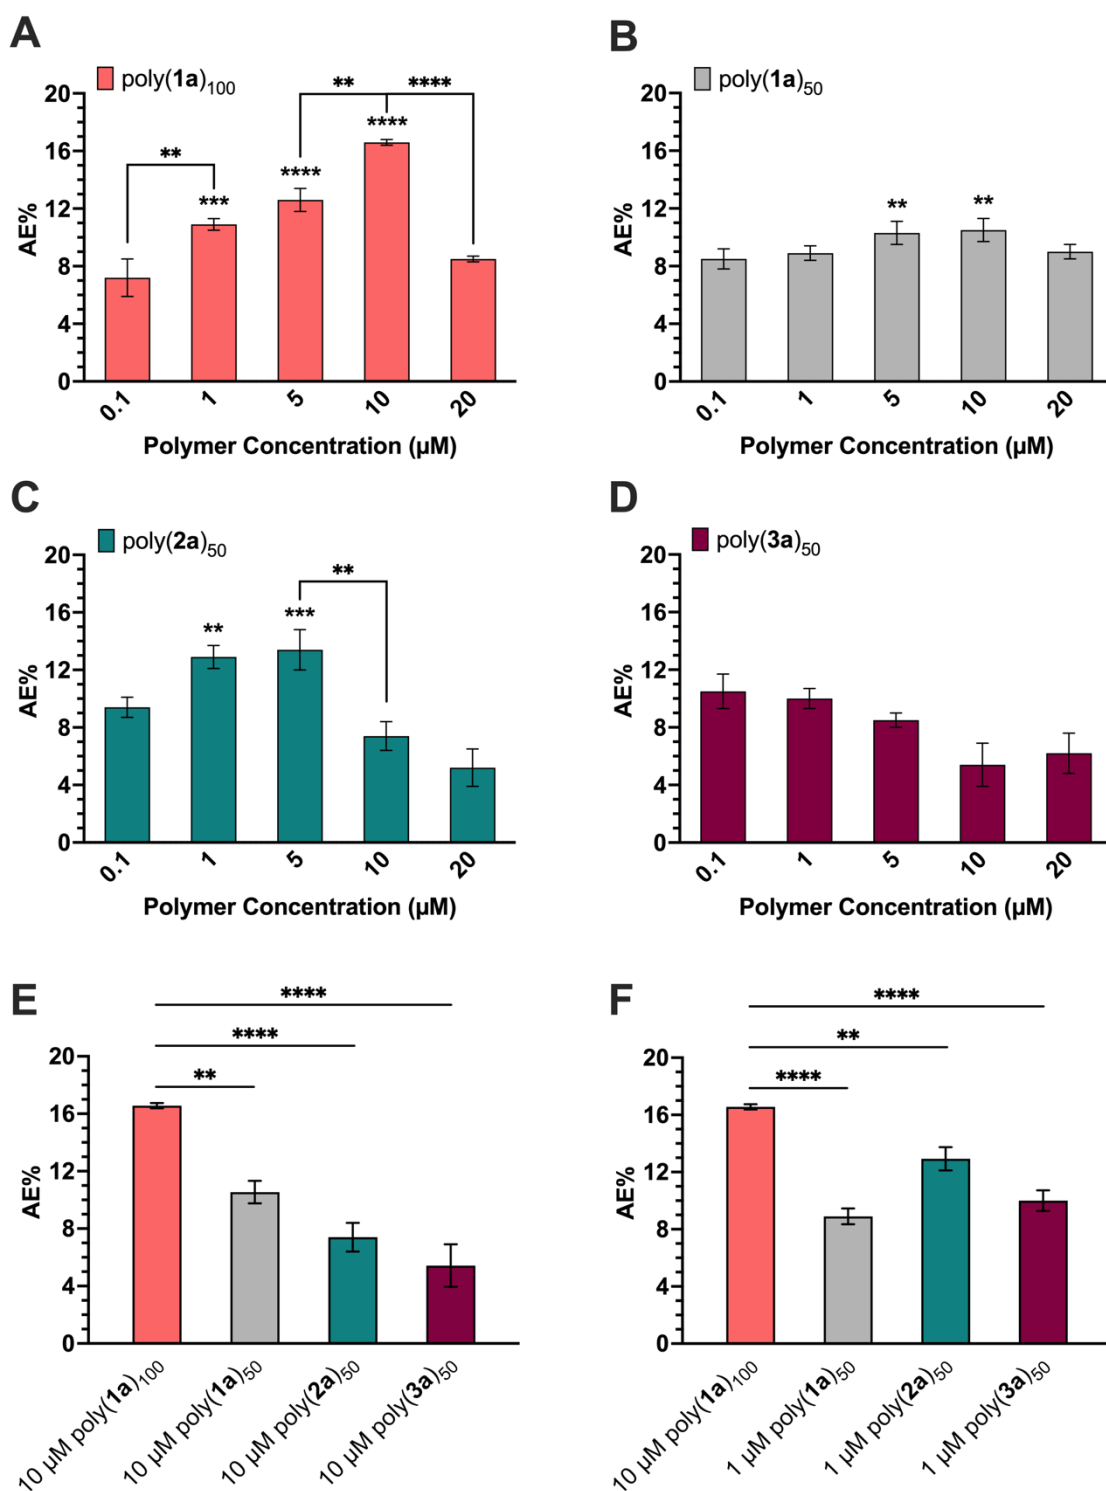 A
poly(1a)100
** ****
20
****
16
**
****
***
12
AE%
8
4
0
0.1 1 5 10 20
Polymer Concentration (µM)
B
poly(1a)50
20
16
** **
12
AE%
8
4
0
0.1 1 5 10 20
Polymer Concentration (µM)
C
poly(2a)50
20
**
16
***
**
12
AE%
8
4
0
0.1 1 5 10 20
Polymer Concentration (µM)
D
poly(3a)50
20
16
12
AE%
8
4
0
0.1 1 5 10 20
Polymer Concentration (µM)
E
****
****
**
20
16
12
AE%
8
4
0
10 µM poly(1a)100
10 µM poly(1a)50
10 µM poly(2a)50
10 µM poly(3a)50
F
****
**
****
20
16
12
AE%
8
4
0
10 µM poly(1a)100
1 µM poly(1a)50
1 µM poly(2a)50
1 µM poly(3a)50